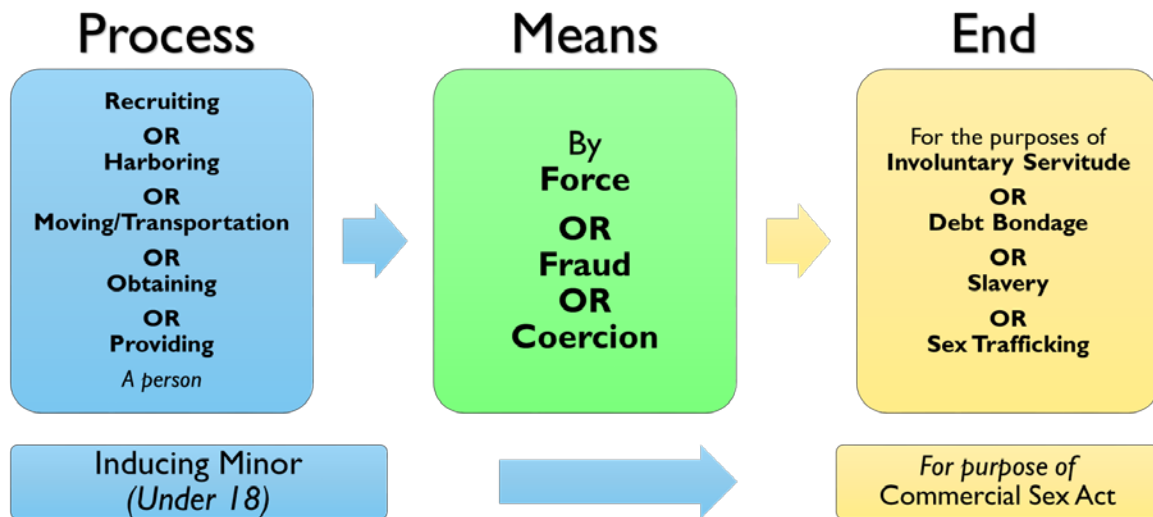 Process
Recruiting
OR
Harboring
OR
Moving/Transportation
OR
Obtaining
OR
Providing
A person
Means
By
Force
OR
Fraud
OR
Coercion
End
For the purposes of
Involuntary Servitude
OR
Debt Bondage
OR
Slavery
OR
Sex Trafficking
Inducing Minor
(Under 18)
For purpose of
Commercial Sex Act